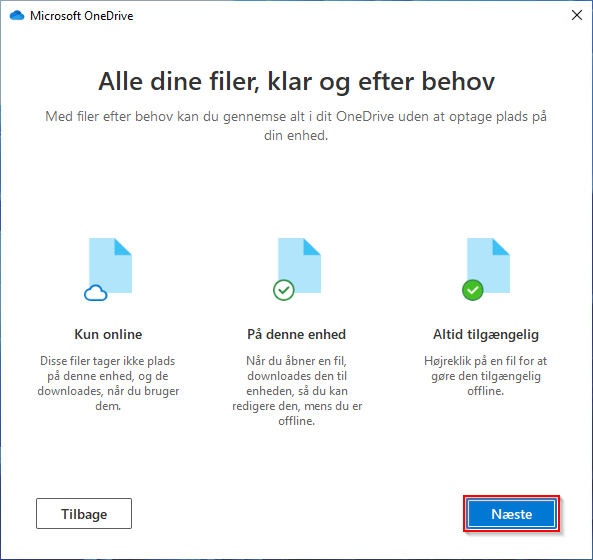 Microsoft OneDrive
Alle dine filer, klar og efter behov
Med filer efter behov kan du gennemse alt i dit OneDrive uden at optage plads på
din enhed.
Kun online
Disse filer tager ikke plads
på denne enhed, og de
downloades, når du bruger
dem.
På denne enhed
Når du åbner en fil,
downloades den til
enheden, så du kan
redigere den, mens du er
offline.
Altid tilgængelig
Højreklik på en fil for at
gøre den tilgængelig
offline.
Tilbage
Næste